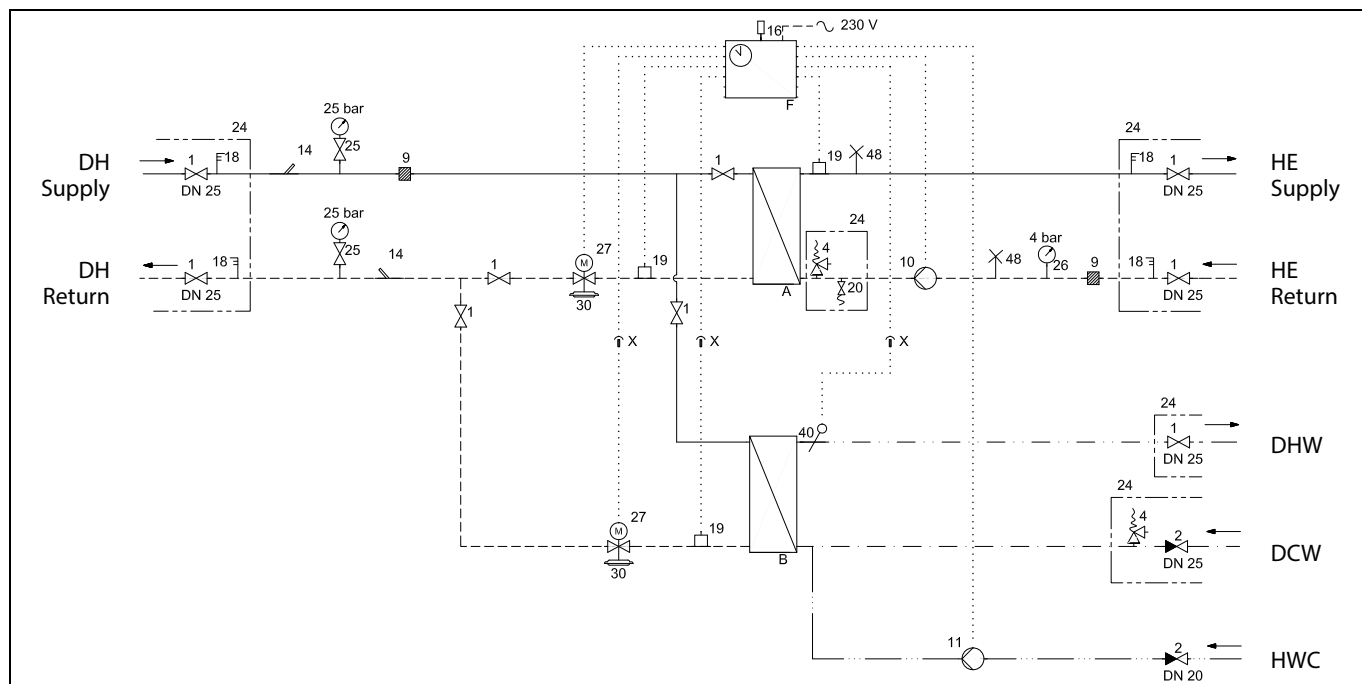 16 230 V
F
25 bar
24
25
1
18
14
9
DH
Supply
DN 25
1
19
48
24
18
1
HE
Supply
DN 25
25 bar
25
1
18
14
DH
Return
DN 25
1
27
M
30
19
A
24
4
20
10
48
4 bar
26
9
18
1
HE
Return
DN 25
1
1
X
X
X
40
24
1
DHW
DN 25
27
M
30
19
B
24
4
2
DCW
DN 25
11
2
HWC
DN 20